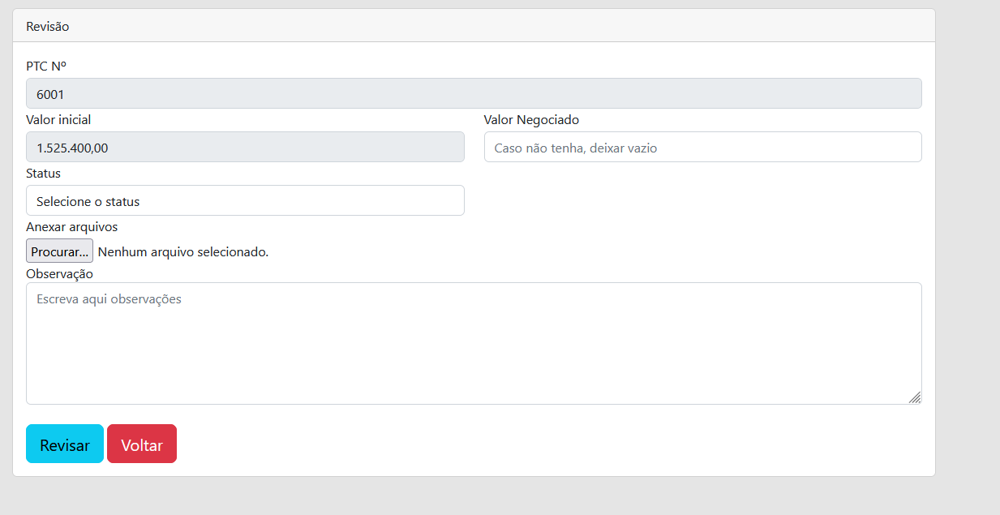 Revisão
PTC Nº
6001
Valor inicial
Valor Negociado
1.525.400,00
Caso não tenha, deixar vazio
Status
Selecione o status
Anexar arquivos
Procurar... Nenhum arquivo selecionado.
Observação
Escreva aqui observações
Revisar
Voltar